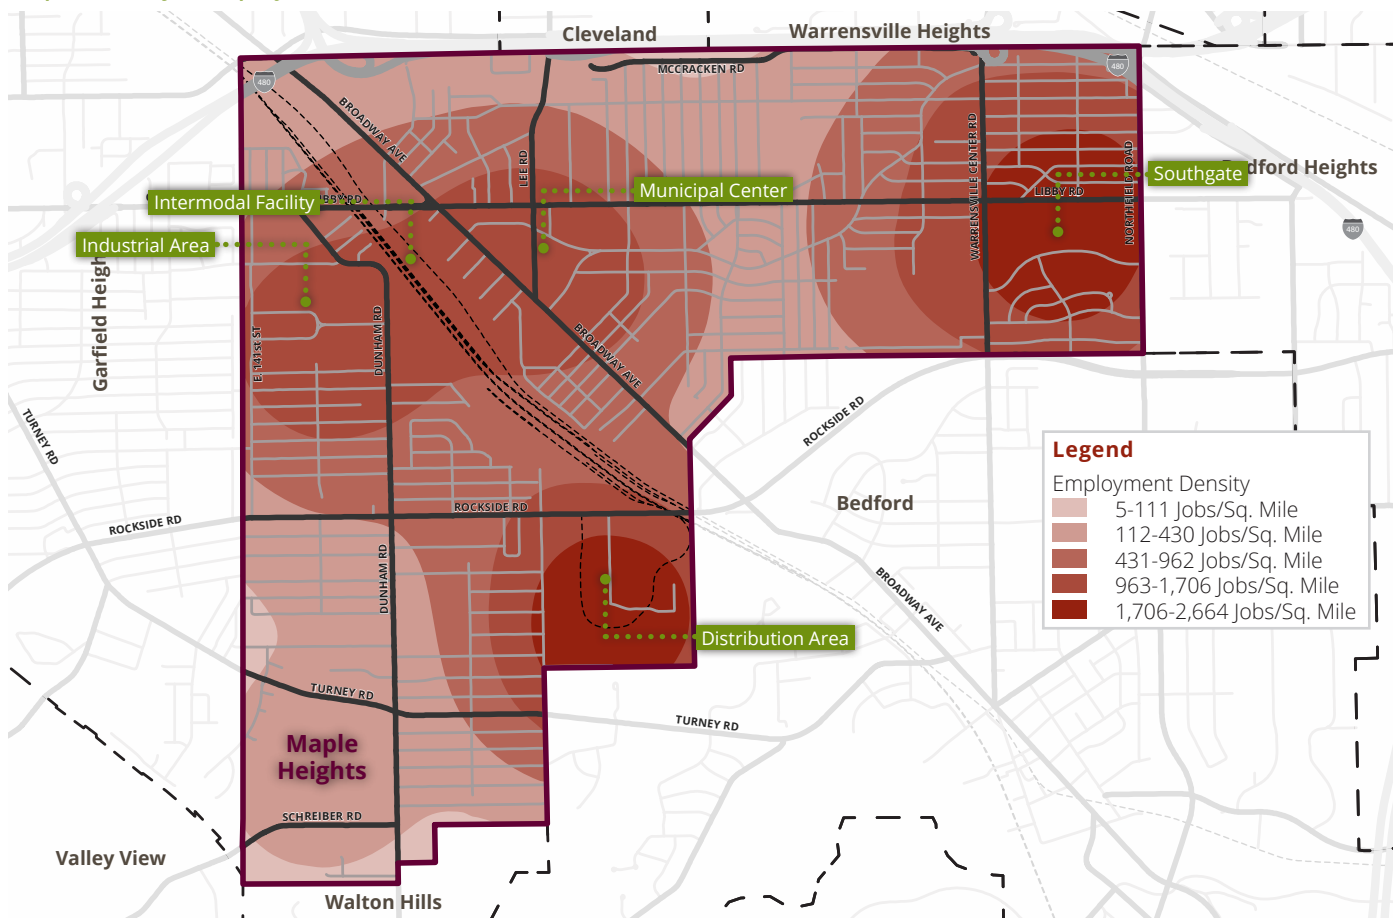 Cleveland
Warrensville Heights
480
MCCRACKEN RD
480
BROADWAY AVE
LEE RD
WARRENSVILLE CENTER RD
NORTHFIELD ROAD
Southgate
Municipal Center
LIBBY RD
Intermodal Facility
Industrial Area
480
DUNHAM RD
E. 141st ST
BROADWAY AVE
TURNEY RD
ROCKSIDE RD
Legend
Employment Density
5-111 Jobs/Sq. Mile
112-430 Jobs/Sq. Mile
431-962 Jobs/Sq. Mile
963-1,706 Jobs/Sq. Mile
1,706-2,664 Jobs/Sq. Mile
ROCKSIDE RD
ROCKSIDE RD
Bedford
DUNHAM RD
BROADWAY AVE
Distribution Area
TURNEY RD
TURNEY RD
Maple
Heights
SCHREIBER RD
Valley View
Walton Hills